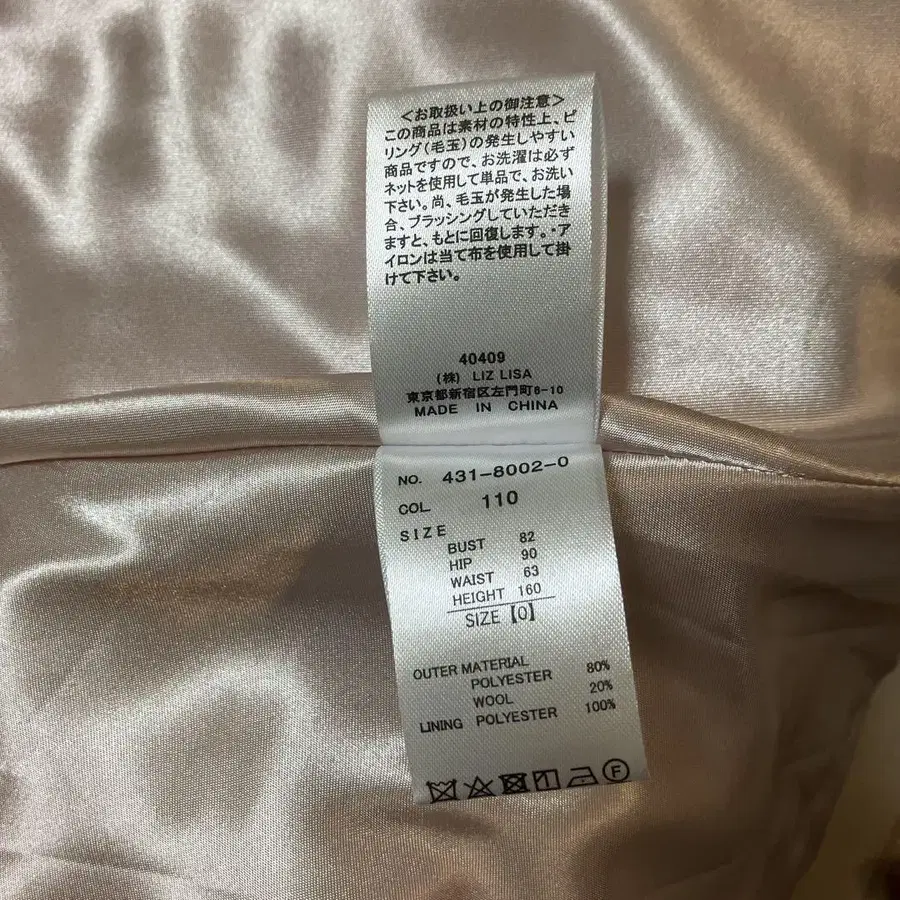 ＜お取扱い上の御注意＞
この商品は素材の特性上、ピ
リング(毛玉)の発生しやすい
商品ですので、お洗濯は必ず
ネットを使用して単品で、お洗い
下さい。尚、毛玉が発生した場
合、ブラッシングしていただき
ますと、もとに回復します。・ア
イロンは当て布を使用して掛
けて下さい。
40409
(株) LIZ LISA
東京都新宿区左門町6-10
MADE IN CHINA
NO. 431-8002-0
COL. 110
SIZE
BUST 82
HIP 90
WAIST 63
HEIGHT 160
SIZE【0】
OUTER MATERIAL
POLYESTER 80%
WOOL 20%
LINING POLYESTER 100%
F